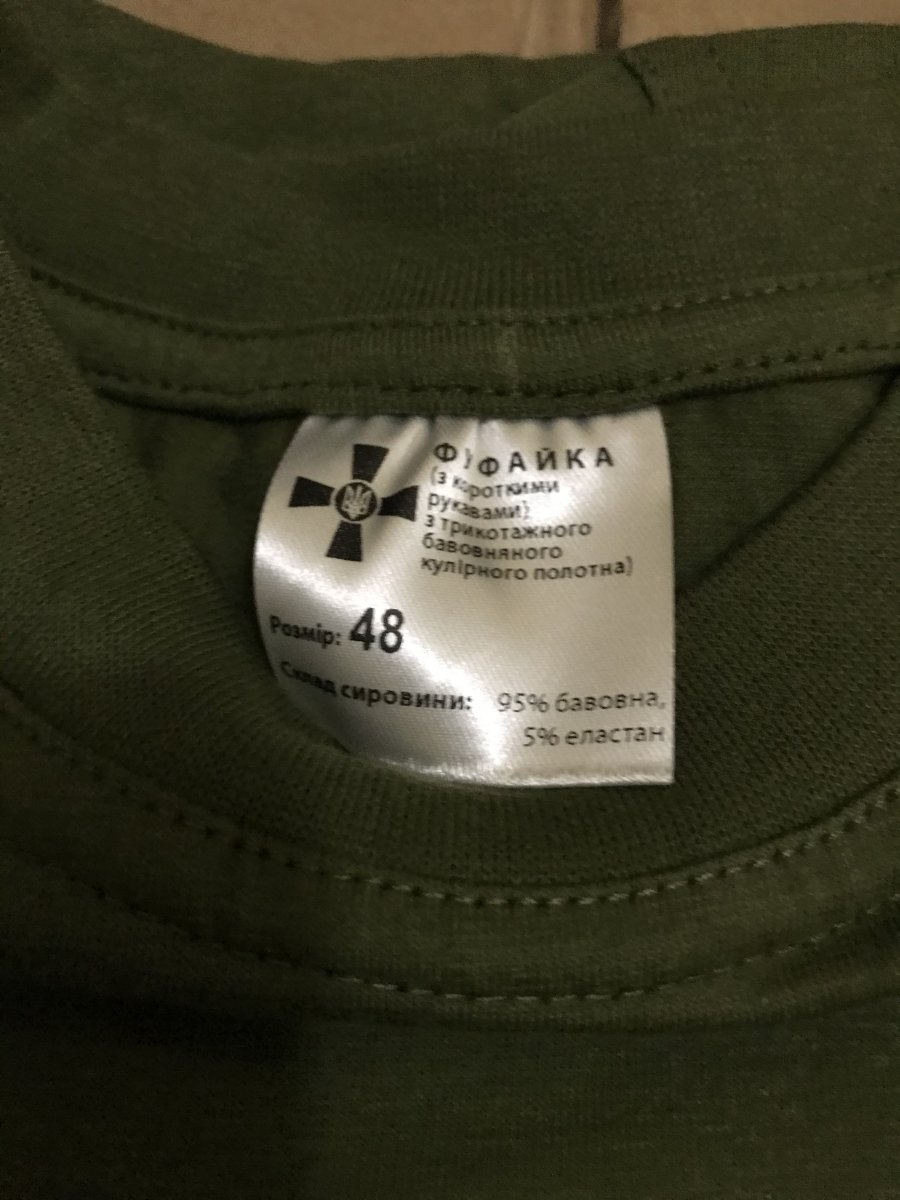 ФУФАЙКА
(з короткими
рукавами)
з трикотажного
бавовняного
кулірного полотна)
Розмір: 48
Склад сировини: 95% бавовна,
5% еластан